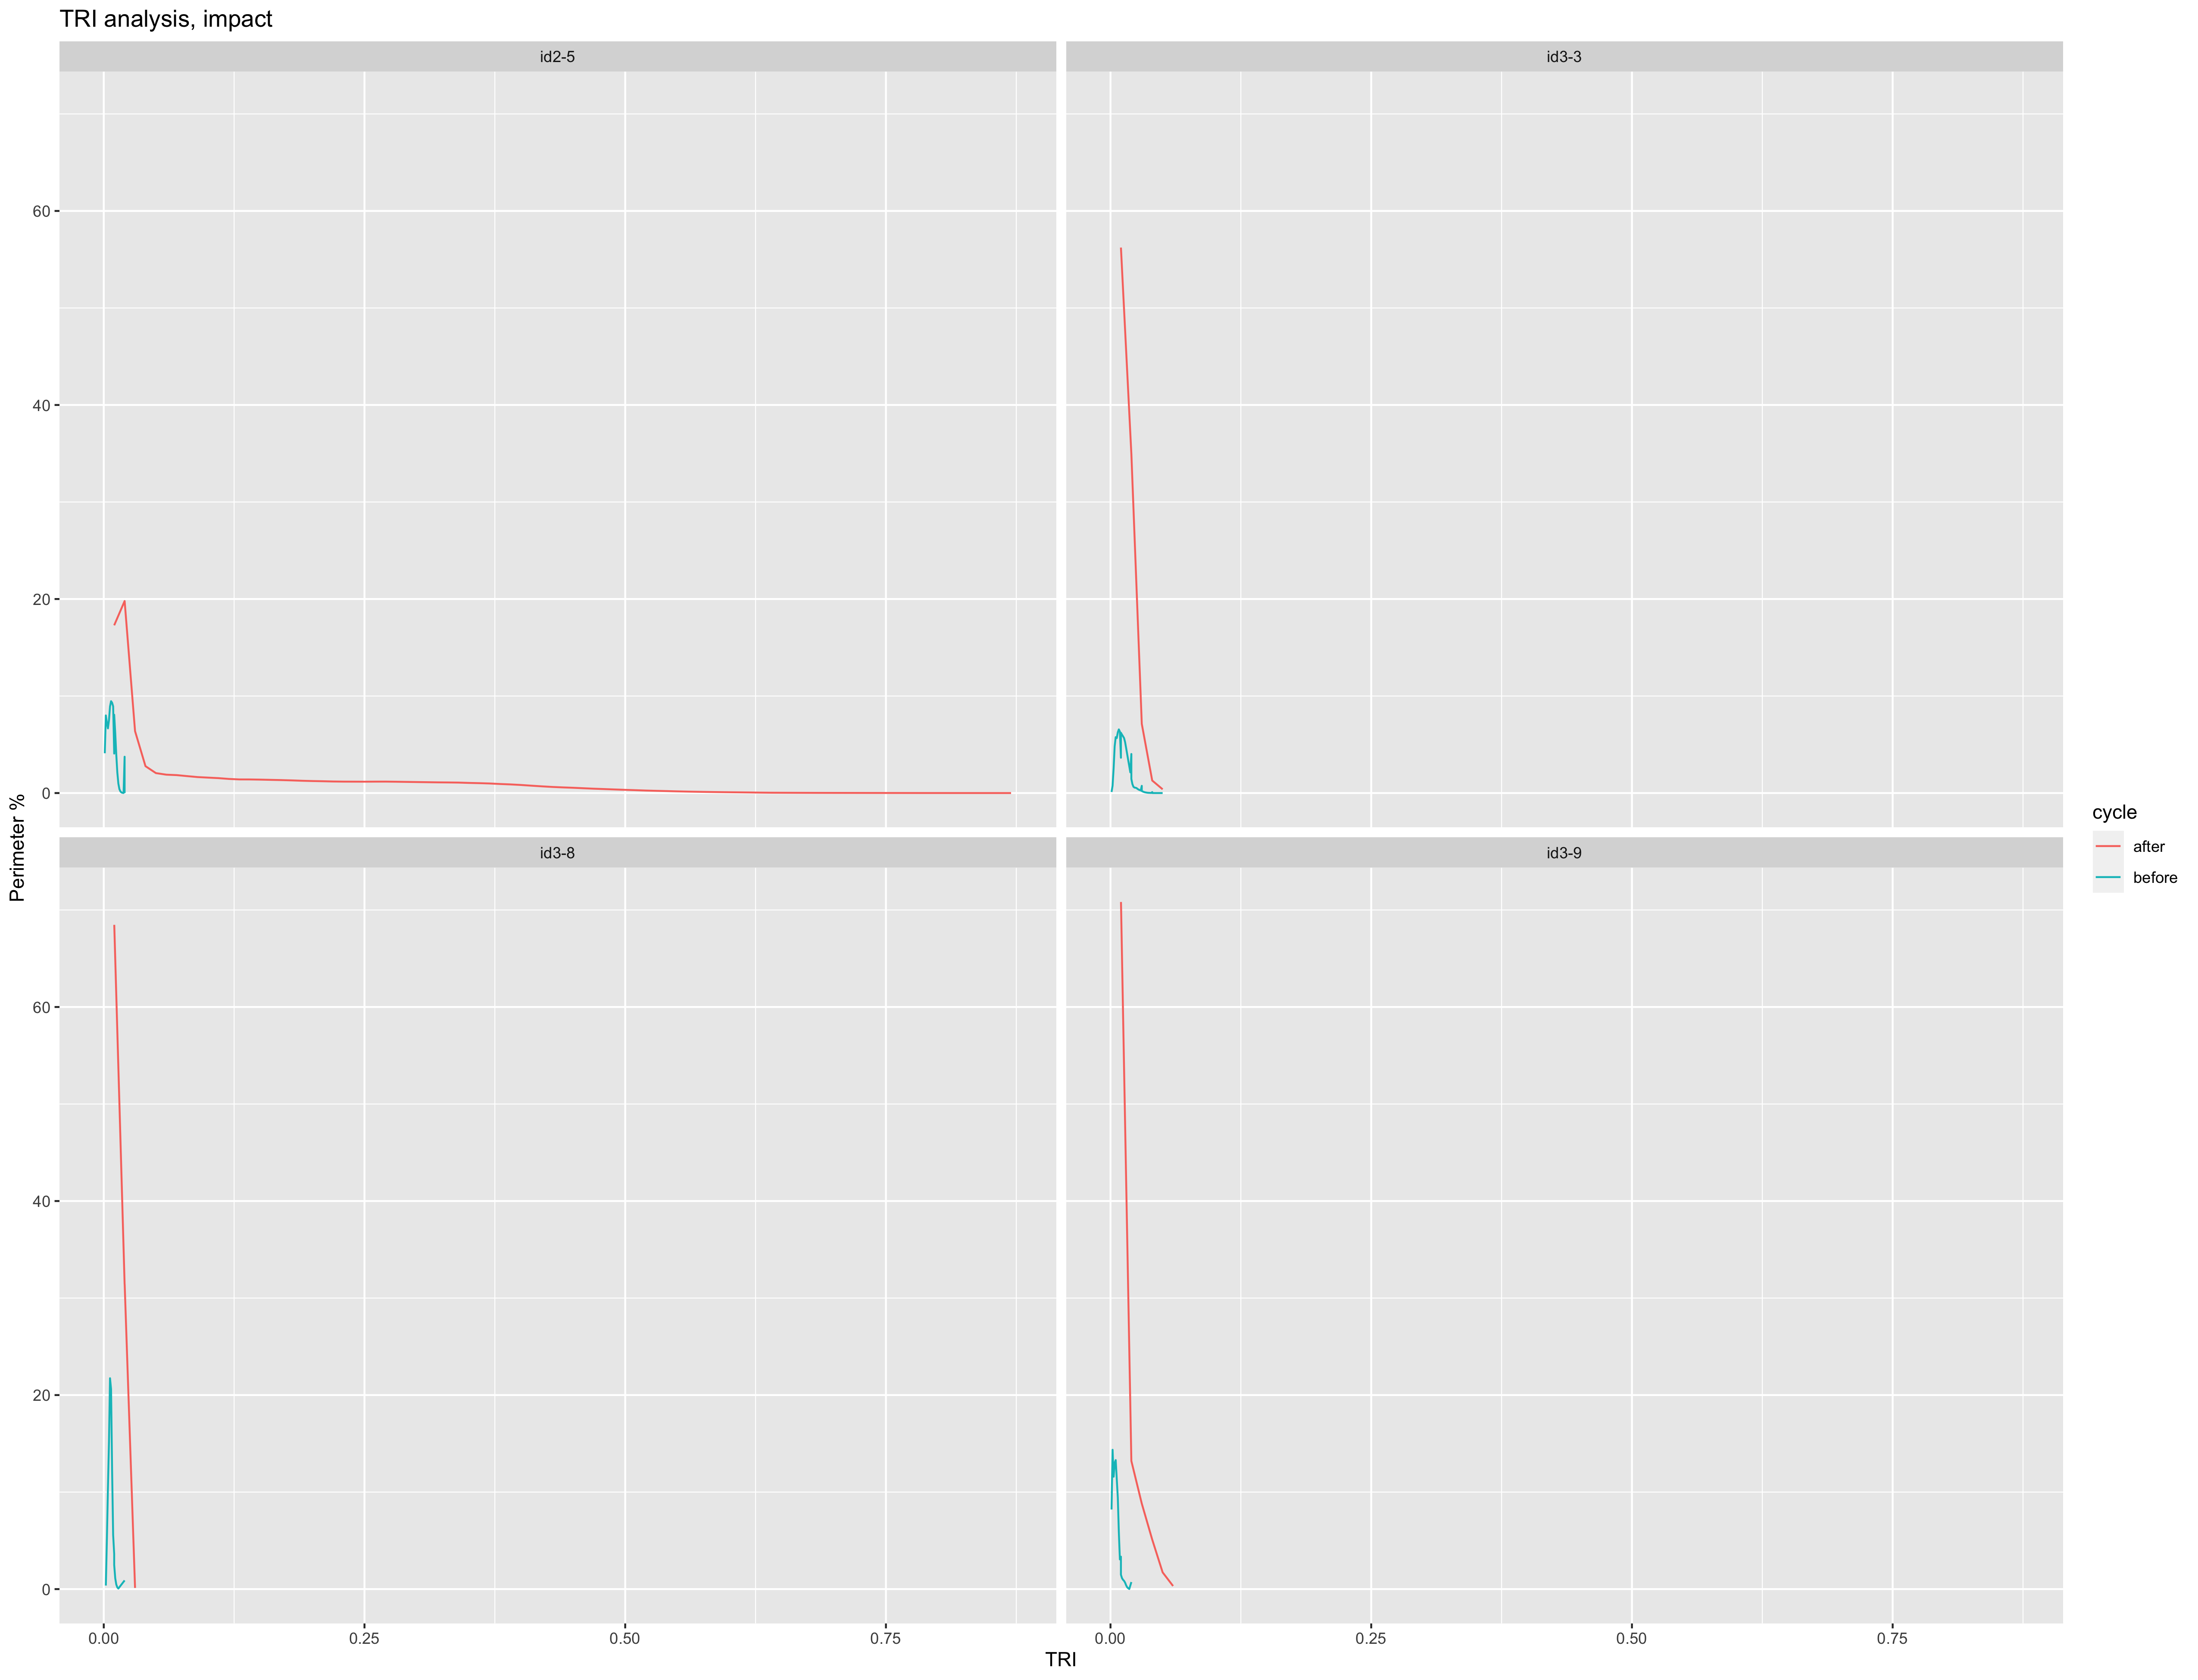 TRI analysis, impact
id2-5
id3-3
60
40
20
0
id3-8
id3-9
60
40
20
0
0.00 0.25 0.50 0.75
0.00 0.25 0.50 0.75
TRI
Perimeter %
cycle
after
before